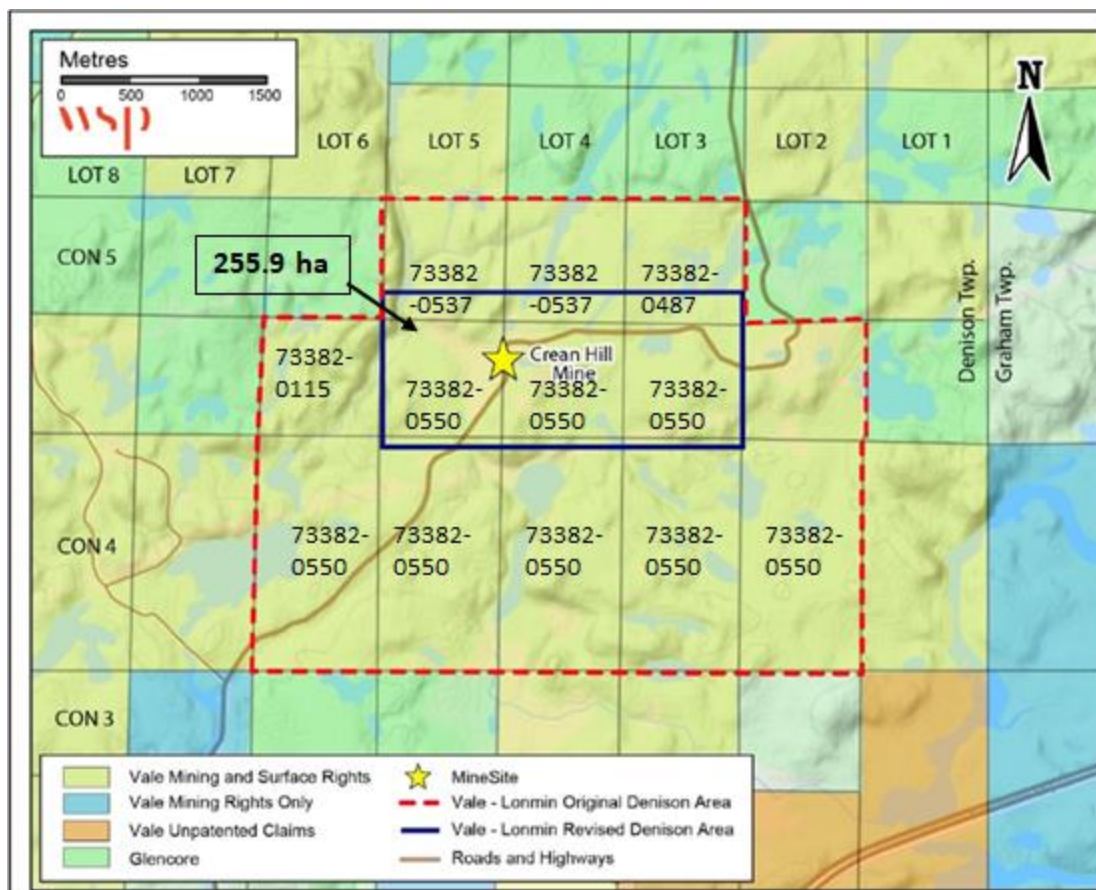 Metres
0 500 1000 1500
wsp
N
LOT 8
LOT 7
LOT 6
LOT 5
LOT 4
LOT 3
LOT 2
LOT 1
CON 5
255.9 ha
73382
-0537
73382
-0537
73382-
0487
Denison Twp.
Graham Twp.
73382-
0115
Crean Hill
Mine
73382-
0550
73382-
0550
73382-
0550
CON 4
73382-
0550
73382-
0550
73382-
0550
73382-
0550
73382-
0550
CON 3
Vale Mining and Surface Rights
Vale Mining Rights Only
Vale Unpatented Claims
Glencore
MineSite
Vale - Lonmin Original Denison Area
Vale - Lonmin Revised Denison Area
Roads and Highways